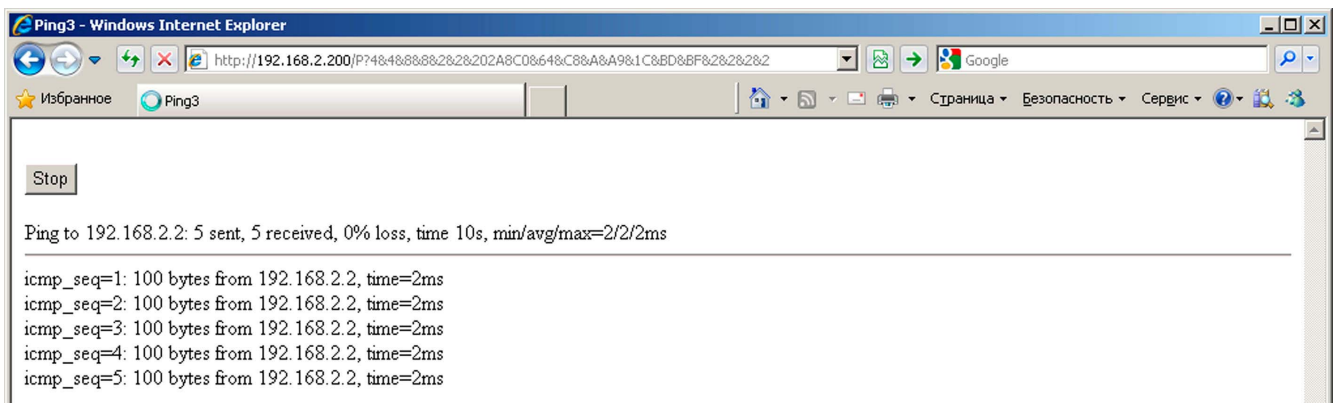 Ping3 - Windows Internet Explorer
http://192.168.2.200/P?4&4&8&8&2&2&202A8C0&64&C8&A&A9&1C&BD&BF&2&2&2&2
Google
Избранное Ping3 Страница Безопасность Сервис
Stop
Ping to 192.168.2.2: 5 sent, 5 received, 0% loss, time 10s, min/avg/max=2/2/2ms
icmp_seq=1: 100 bytes from 192.168.2.2, time=2ms
icmp_seq=2: 100 bytes from 192.168.2.2, time=2ms
icmp_seq=3: 100 bytes from 192.168.2.2, time=2ms
icmp_seq=4: 100 bytes from 192.168.2.2, time=2ms
icmp_seq=5: 100 bytes from 192.168.2.2, time=2ms